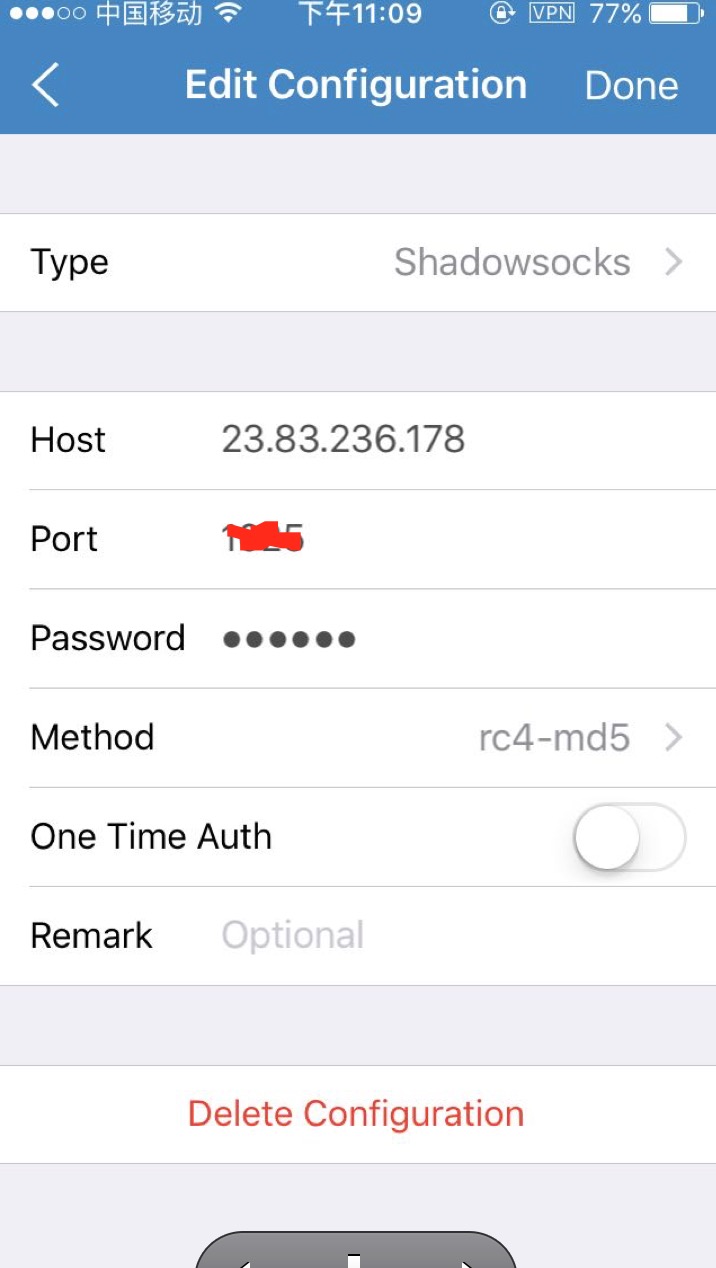 中国移动 下午11:09 VPN 77%
Edit Configuration Done
Type Shadowsocks
Host 23.83.236.178
Port
Password ●●●●●●
Method rc4-md5
One Time Auth
Remark Optional
Delete Configuration